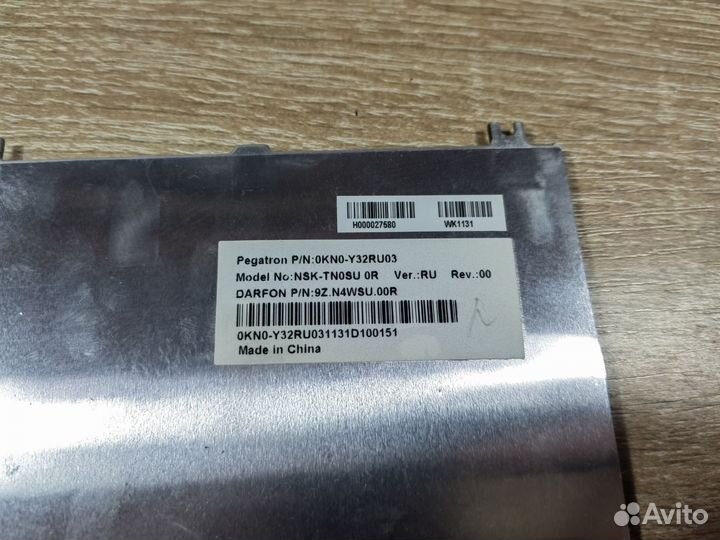 H000027580 WK1131
Pegatron P/N:0KN0-Y32RU03
Model No:NSK-TN0SU 0R Ver.:RU Rev.:00
DARFON P/N:9Z.N4WSU.00R
0KN0-Y32RU031131D100151
Made in China
Avito